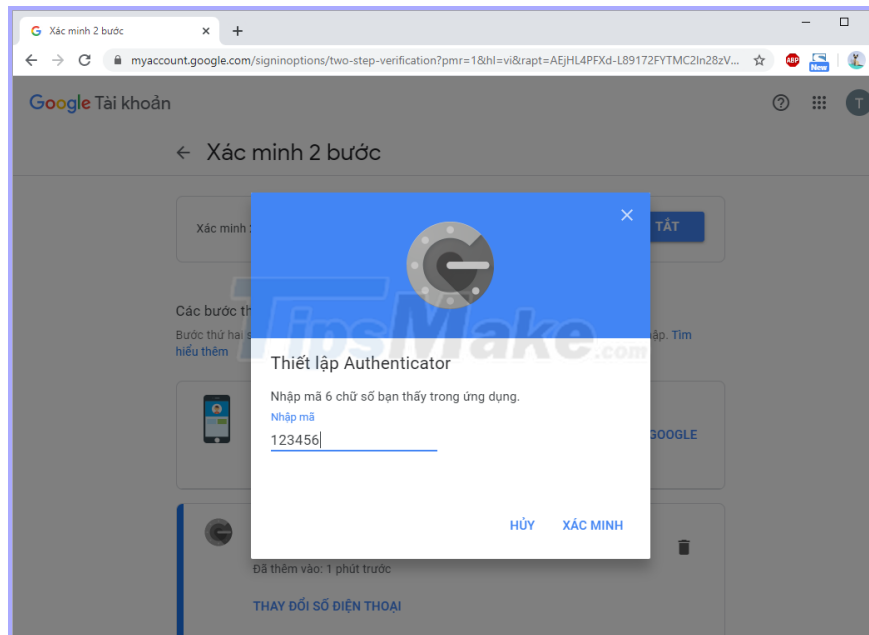 Xác minh 2 bước
myaccount.google.com/signinoptions/two-step-verification?pmr=1&hl=vi&rapt=AEjHL4PFXd-L89172FYTMC2In28zV...
ABP
New
Google Tài khoản
T
Xác minh 2 bước
Xác minh
TẮT
Các bước
Bước thứ hai
Tìm
hiểu thêm
TipsMake.com
Thiết lập Authenticator
Nhập mã 6 chữ số bạn thấy trong ứng dụng.
Nhập mã
123456
GOOGLE
HỦY XÁC MINH
Đã thêm vào: 1 phút trước
THAY ĐỔI SỐ ĐIỆN THOẠI